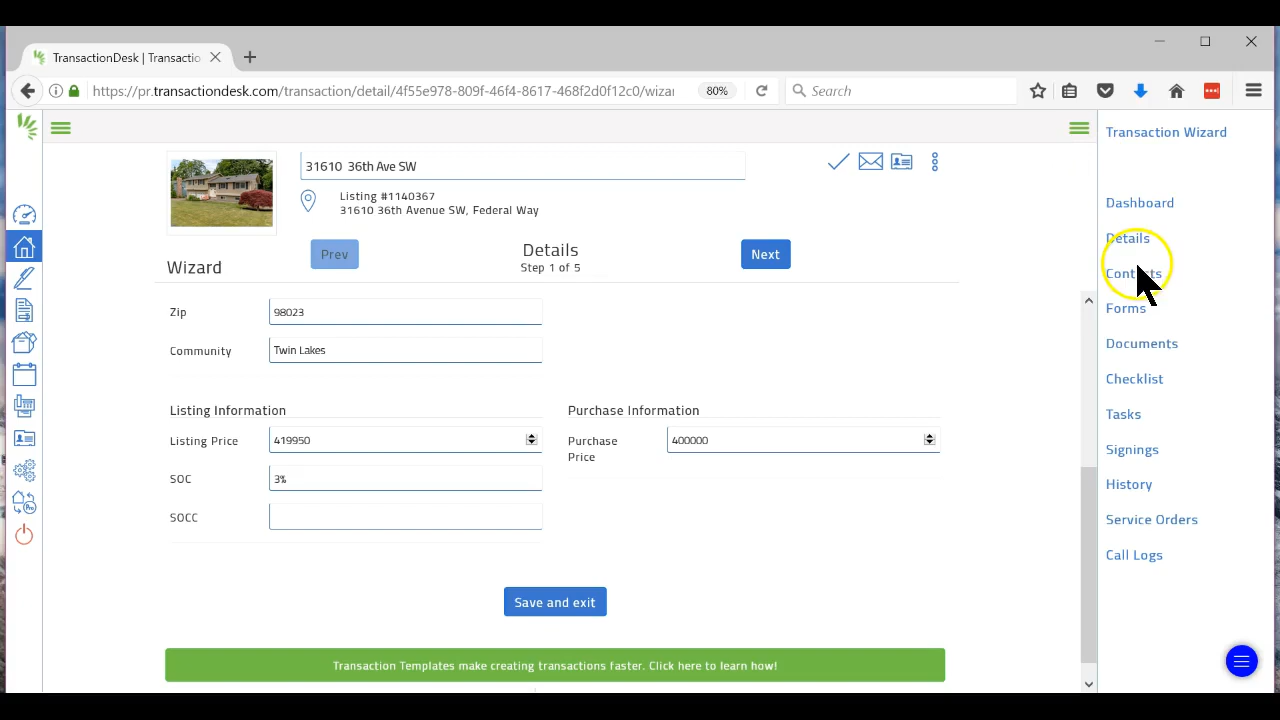 TransactionDesk | Transactio
https://pr.transactiondesk.com/transaction/detail/4f55e978-809f-46f4-8617-468f2d0f12c0/wizar
80%
Search
31610 36th Ave SW
Listing #1140367
31610 36th Avenue SW, Federal Way
Wizard
Prev
Details
Step 1 of 5
Next
Zip
98023
Community
Twin Lakes
Listing Information
Listing Price
419950
SOC
3%
SOCC
Purchase Information
Purchase
Price
400000
Save and exit
Transaction Templates make creating transactions faster. Click here to learn how!
Transaction Wizard
Dashboard
Details
Contacts
Forms
Documents
Checklist
Tasks
Signings
History
Service Orders
Call Logs